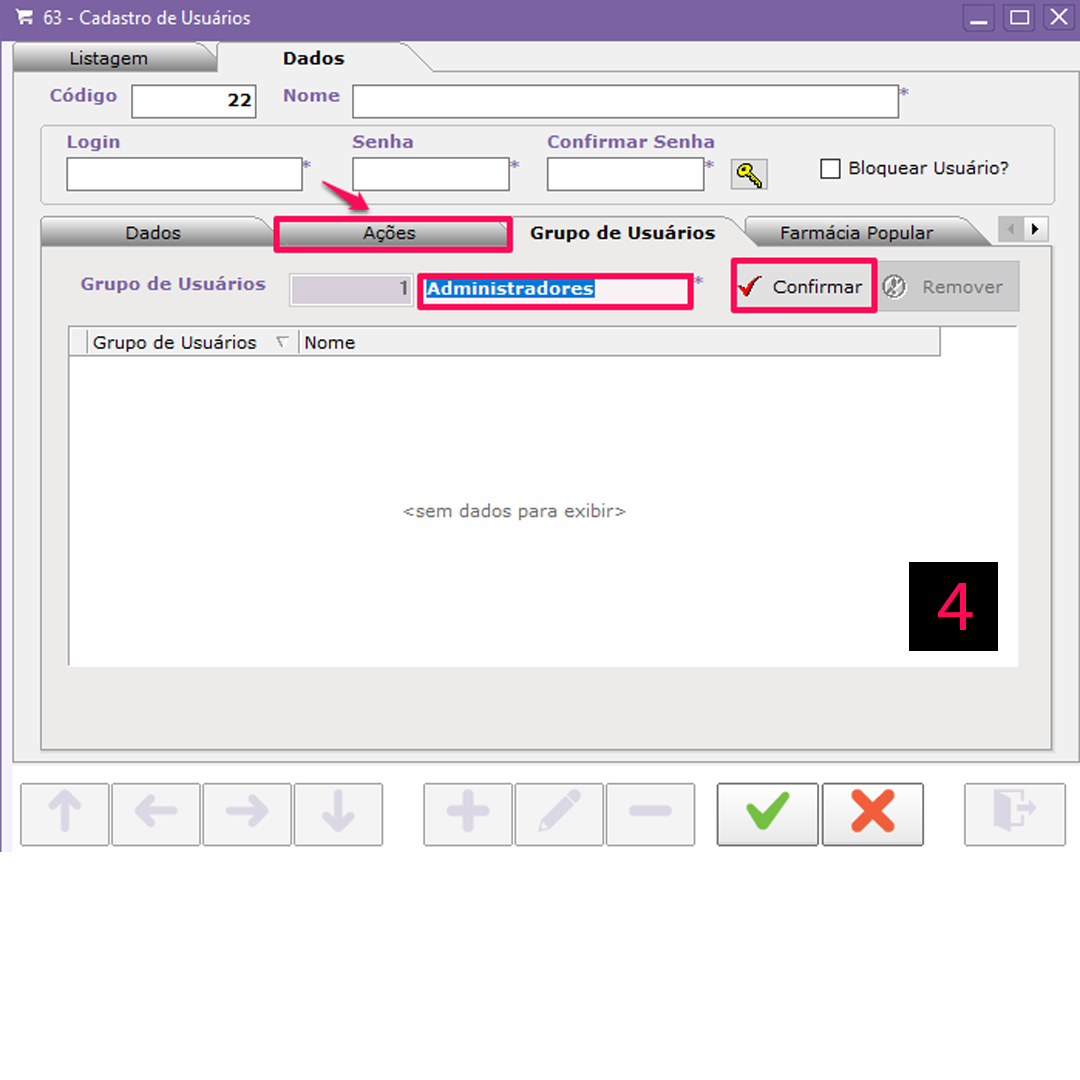 63 - Cadastro de Usuários
Listagem Dados
Código 22 Nome *
Login Senha Confirmar Senha
* * * Bloquear Usuário?
Dados Ações Grupo de Usuários Farmácia Popular
Grupo de Usuários 1 Administradores * Confirmar Remover
Grupo de Usuários Nome
<sem dados para exibir>
4